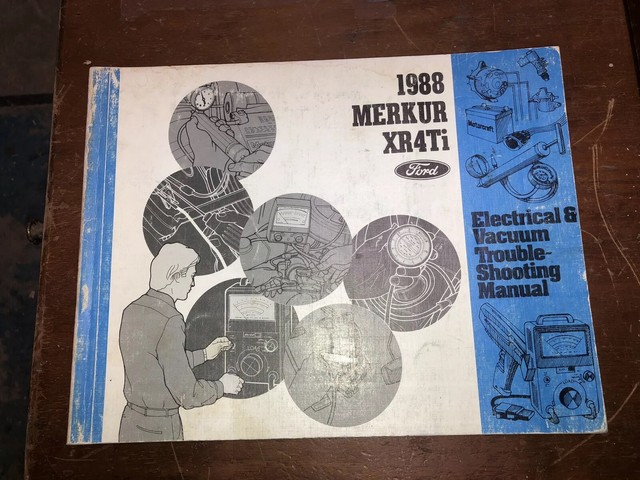 1988
MERKUR
XR4Ti
Ford
Electrical &
Vacuum
Trouble-
Shooting
Manual